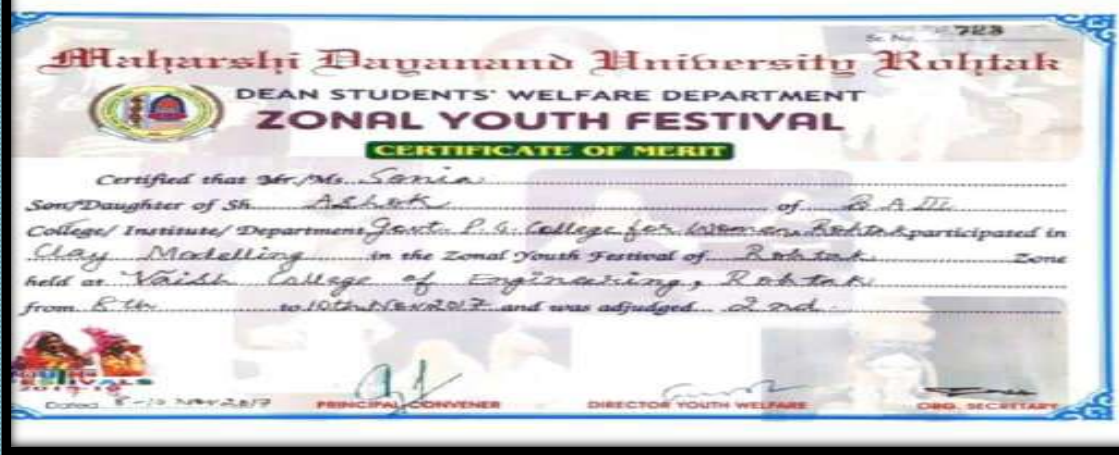 Sr. No. 723
Maharshi Dayanand University Rohtak
DEAN STUDENTS' WELFARE DEPARTMENT
ZONAL YOUTH FESTIVAL
CERTIFICATE OF MERIT
Certified that Mr./Ms. Sonia
Son/Daughter of Sh. Ashok of B A III
College/ Institute/ Department Govt. P. G. College for Women, Rohtak participated in
Clay Modelling in the Zonal Youth Festival of Rohtak Zone
held at Vaish College of Engineering, Rohtak
from 8th to 10th Nov 2017 and was adjudged 2nd
Dated 8-10 Nov 2017
PRINCIPAL/CONVENER DIRECTOR YOUTH WELFARE ORG. SECRETARY